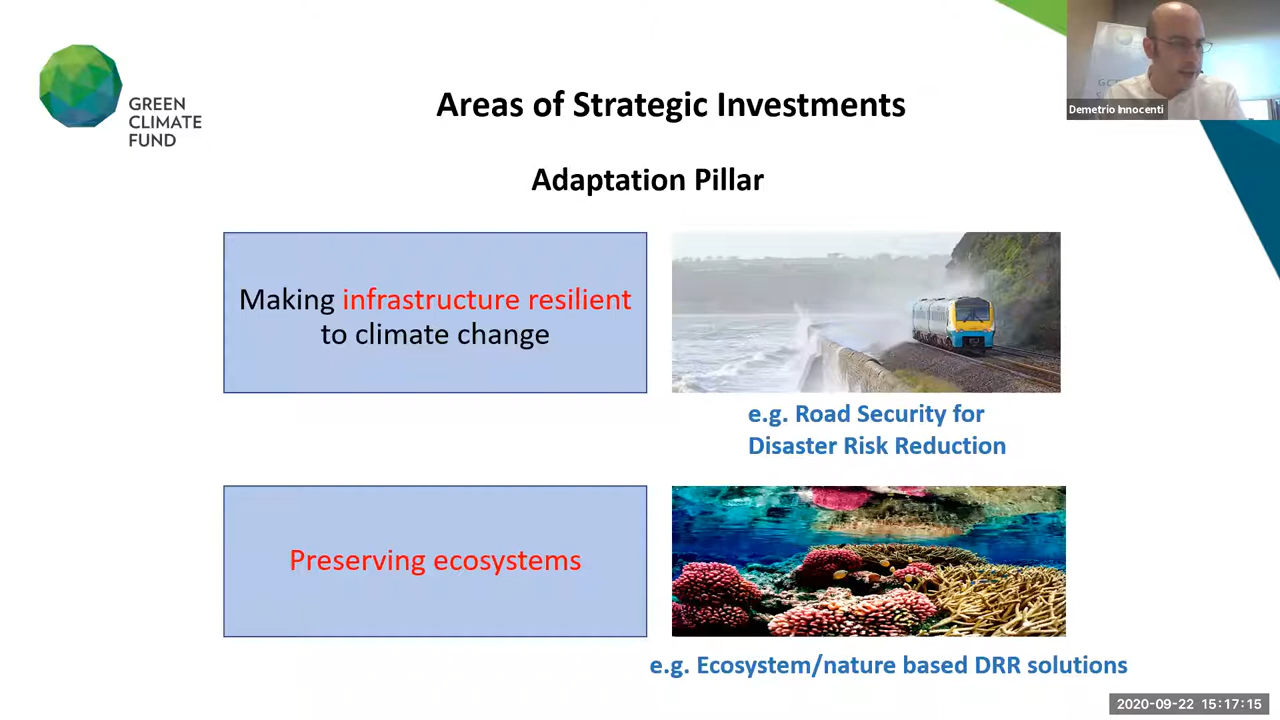 GREEN
CLIMATE
FUND
Areas of Strategic Investments
Demetrio Innocenti
Adaptation Pillar
Making infrastructure resilient
to climate change
e.g. Road Security for
Disaster Risk Reduction
Preserving ecosystems
e.g. Ecosystem/nature based DRR solutions
2020-09-22 15:17:15